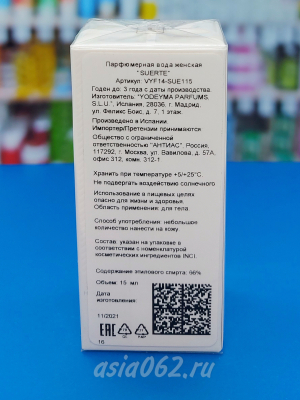 Парфюмерная вода женская
"SUERTE"
Артикул: VYF14-SUE115
Годен до: 3 года с даты производства.
Изготовитель: "YODEYMA PARFUMS,
S.L.U.", Испания, 28036, г. Мадрид,
ул. Феликс Боис, д. 7, 1 этаж
Произведено в Испании
Импортер/Претензии принимаются
Общество с ограниченной
ответственностью "АНТИАС", Россия,
117292, г. Москва, ул. Вавилова, д. 57А,
офис 312, комн. 312-1
Хранить при температуре +5/+25°C
Не подвергать воздействию солнечного
Использование в пищевых целях
опасно для жизни и здоровья.
Область применения: для тела
Способ употребления: небольшое
количество нанести на кожу
Состав: указан на упаковке в
соответствии с номенклатурой
косметических ингредиентов INCI.
Содержание этилового спирта: 66%
Объем: 15 мл
Дата
изготовления:
11/2021
EAC
16
asia062.ru